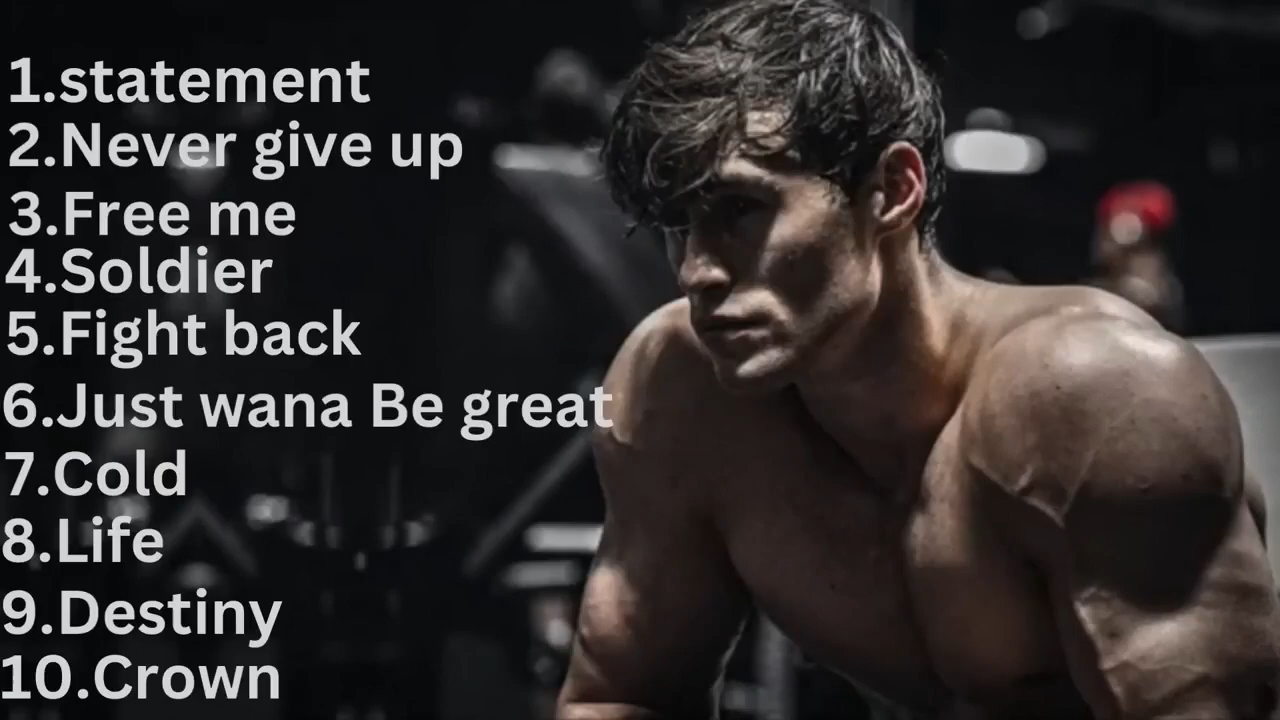 1.statement
2.Never give up
3.Free me
4.Soldier
5.Fight back
6.Just wana Be great
7.Cold
8.Life
9.Destiny
10.Crown